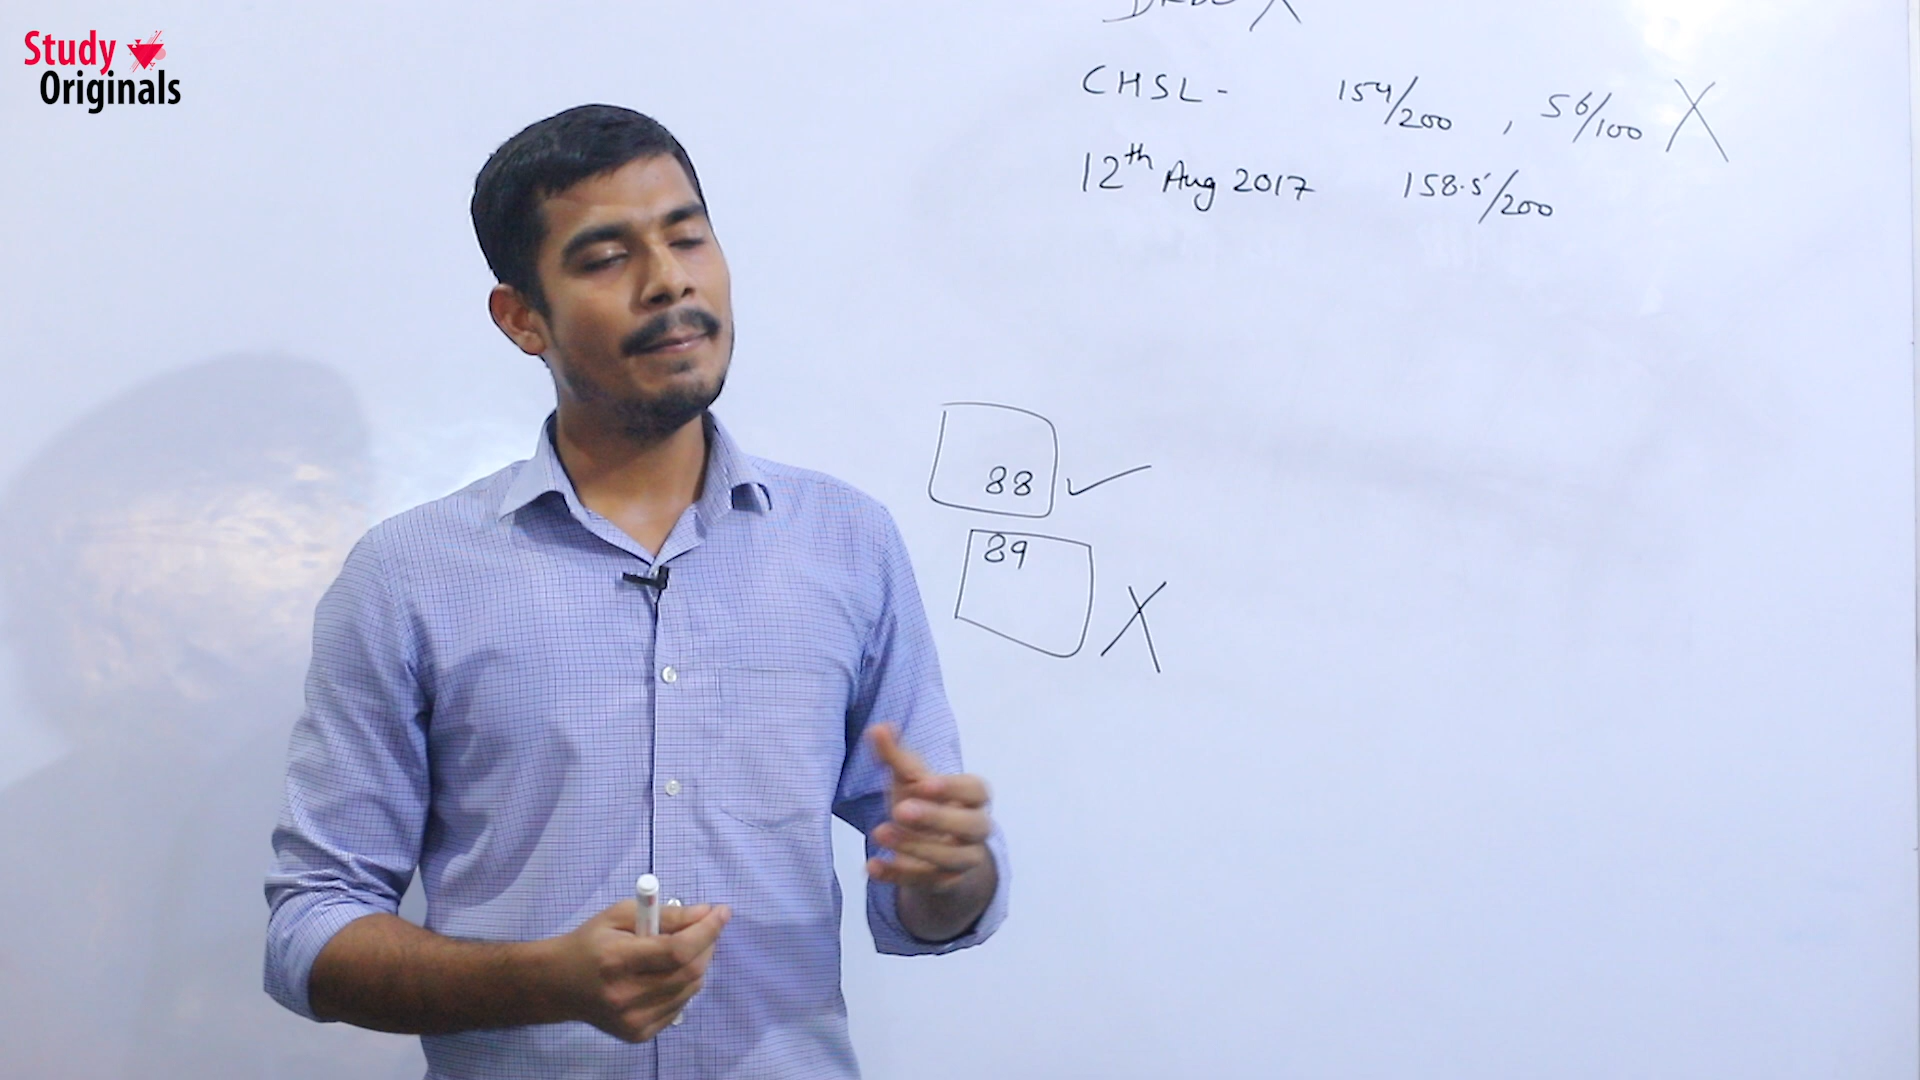 Study
Originals
CHSL - 154/200 , 56/100 X
12th Aug 2017 158.5/200
88 ✓
89
X